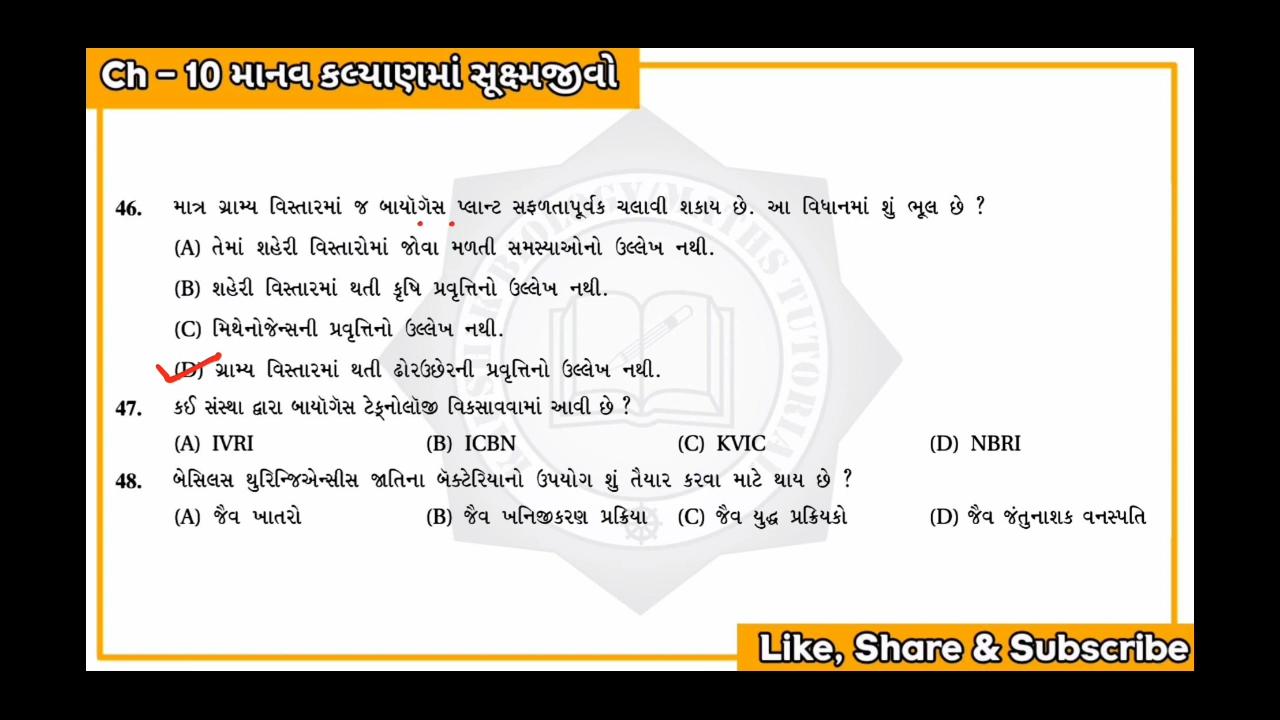 Ch – 10 માનવ કલ્યાણમાં સૂક્ષ્મજીવો
46. માત્ર ગ્રામ્ય વિસ્તારમાં જ બાયૉગૅસ પ્લાન્ટ સફળતાપૂર્વક ચલાવી શકાય છે. આ વિધાનમાં શું ભૂલ છે ?
(A) તેમાં શહેરી વિસ્તારોમાં જોવા મળતી સમસ્યાઓનો ઉલ્લેખ નથી.
(B) શહેરી વિસ્તારમાં થતી કૃષિ પ્રવૃત્તિનો ઉલ્લેખ નથી.
(C) મિથેનોજેન્સની પ્રવૃત્તિનો ઉલ્લેખ નથી.
(D) ગ્રામ્ય વિસ્તારમાં થતી ઢોરઉછેરની પ્રવૃત્તિનો ઉલ્લેખ નથી.
47. કઈ સંસ્થા દ્વારા બાયૉગૅસ ટેક્નોલૉજી વિકસાવવામાં આવી છે ?
(A) IVRI (B) ICBN (C) KVIC (D) NBRI
48. બેસિલસ થુરિન્જિએન્સીસ જાતિના બૅક્ટેરિયાનો ઉપયોગ શું તૈયાર કરવા માટે થાય છે ?
(A) જૈવ ખાતરો (B) જૈવ ખનિજીકરણ પ્રક્રિયા (C) જૈવ યુદ્ધ પ્રક્રિયકો (D) જૈવ જંતુનાશક વનસ્પતિ
Like, Share & Subscribe